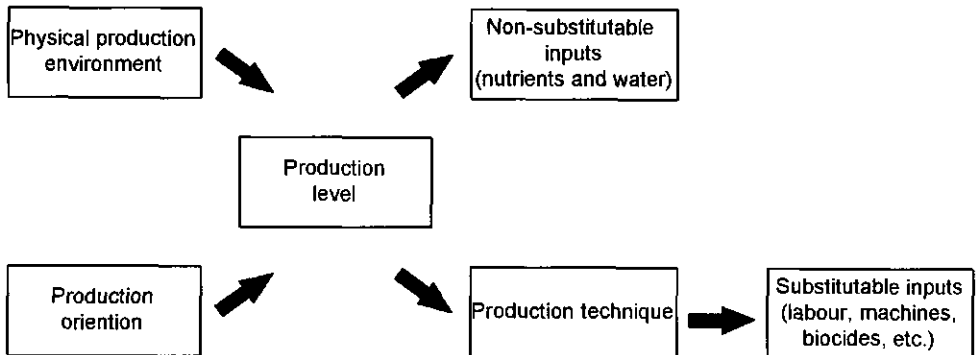 Physical production
environment
Non-substitutable
inputs
(nutrients and water)
Production
level
Production
oriention
Production technique
Substitutable inputs
(labour, machines,
biocides, etc.)